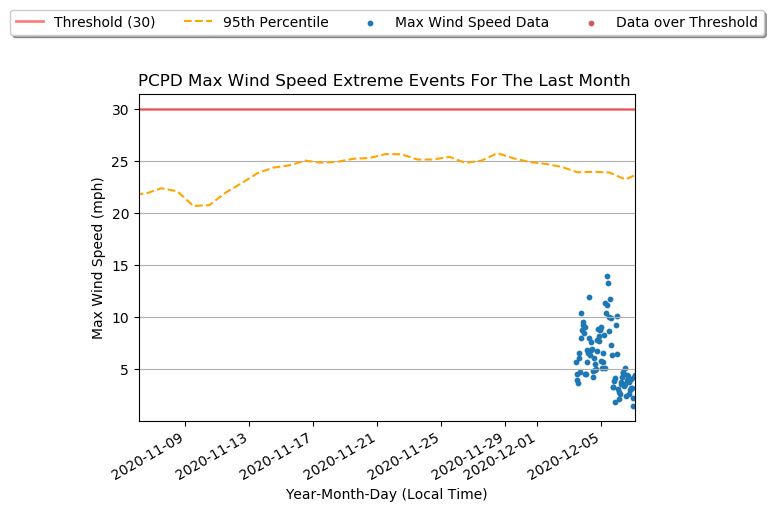 Threshold (30) 95th Percentile Max Wind Speed Data Data over Threshold
PCPD Max Wind Speed Extreme Events For The Last Month
30
25
20
15
10
5
Max Wind Speed (mph)
2020-11-09 2020-11-13 2020-11-17 2020-11-21 2020-11-25 2020-11-29 2020-12-01 2020-12-05
Year-Month-Day (Local Time)